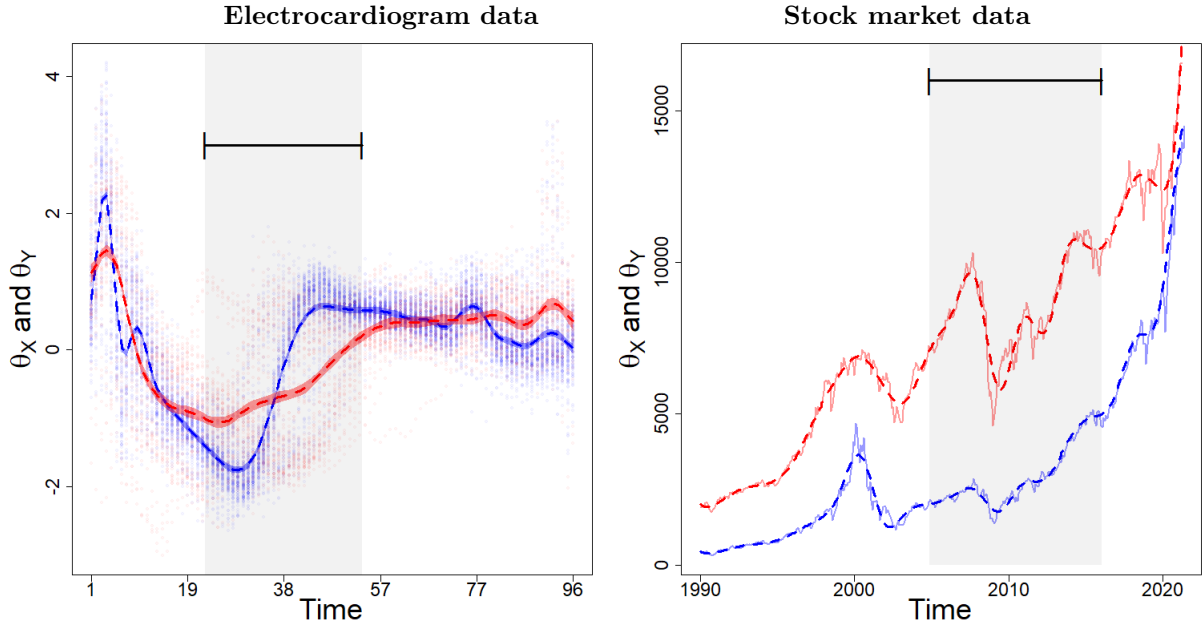 Electrocardiogram data
θX and θY
4
2
0
-2
1 19 38 57 77 96
Time
Stock market data
θX and θY
15000
10000
5000
0
1990 2000 2010 2020
Time